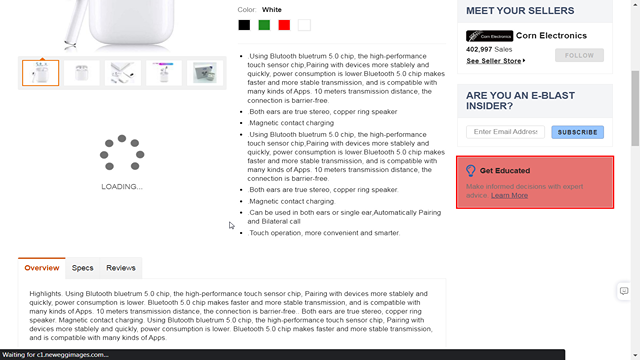 Color: White
MEET YOUR SELLERS
Corn Electronics
Corn Electronics
402,997 Sales
See Seller Store
FOLLOW
.Using Blutooth bluetrum 5.0 chip, the high-performance
touch sensor chip,Pairing with devices more stablely and
quickly, power consumption is lower.Bluetooth 5.0 chip makes
faster and more stable transmission, and is compatible with
many kinds of Apps. 10 meters transmission distance, the
connection is barrier-free.
Both ears are true stereo, copper ring speaker
.Magnetic contact charging
.Using Blutooth bluetrum 5.0 chip, the high-performance
touch sensor chip,Pairing with devices more stablely and
quickly, power consumption is lower.Bluetooth 5.0 chip makes
faster and more stable transmission, and is compatible with
many kinds of Apps. 10 meters transmission distance, the
connection is barrier-free.
Both ears are true stereo, copper ring speaker.
.Magnetic contact charging.
.Can be used in both ears or single ear,Automatically Pairing
and Bilateral call
.Touch operation, more convenient and smarter.
ARE YOU AN E-BLAST
INSIDER?
Enter Email Address
SUBSCRIBE
Get Educated
Make informed decisions with expert
advice. Learn More
LOADING...
Overview Specs Reviews
Highlights. Using Blutooth bluetrum 5.0 chip, the high-performance touch sensor chip, Pairing with devices more stablely and
quickly, power consumption is lower. Bluetooth 5.0 chip makes faster and more stable transmission, and is compatible with
many kinds of Apps. 10 meters transmission distance, the connection is barrier-free.. Both ears are true stereo, copper ring
speaker. Magnetic contact charging. Using Blutooth bluetrum 5.0 chip, the high-performance touch sensor chip, Pairing with
devices more stablely and quickly, power consumption is lower. Bluetooth 5.0 chip makes faster and more stable transmission,
and is compatible with many kinds of Apps.
Waiting for c1.neweggimages.com...